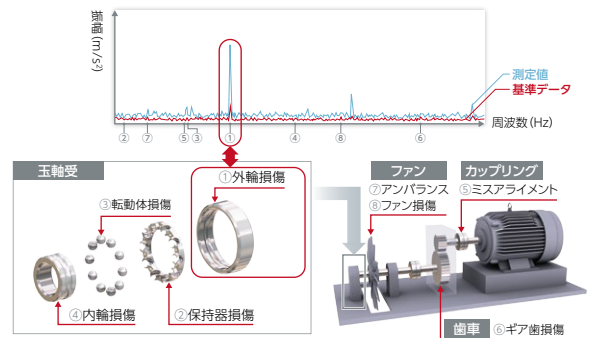 振幅(m/s²)
測定値
基準データ
周波数(Hz)
② ⑦ ⑤ ③ ① ④ ⑧ ⑥
玉軸受
①外輪損傷
③転動体損傷
④内輪損傷
②保持器損傷
ファン
⑦アンバランス
⑧ファン損傷
カップリング
⑤ミスアライメント
歯車
⑥ギア歯損傷